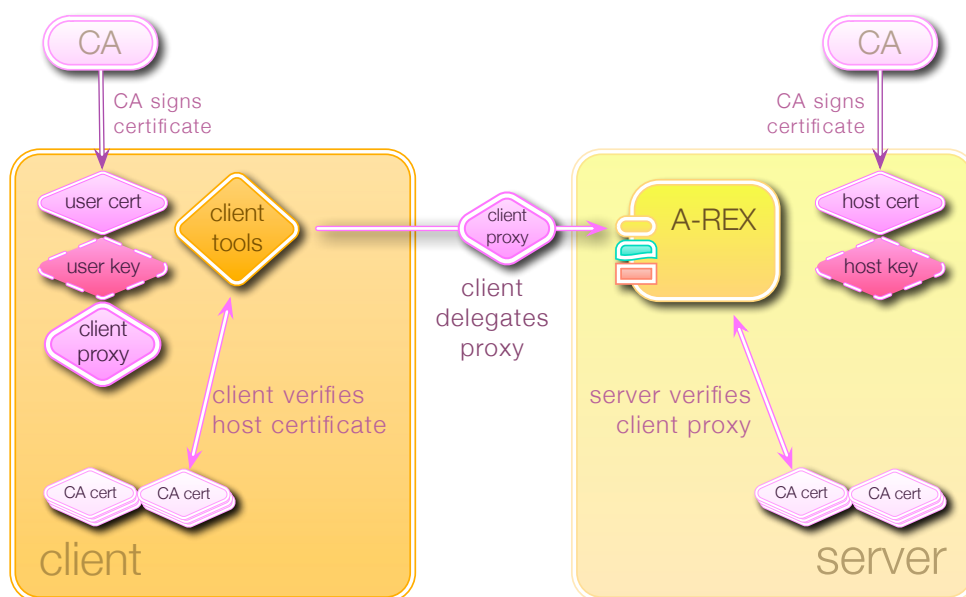 CA
CA
CA signs
certificate
CA signs
certificate
user cert
user key
client
proxy
client
tools
client
proxy
client
delegates
proxy
A-REX
host cert
host key
client verifies
host certificate
server verifies
client proxy
CA cert
CA cert
CA cert
CA cert
client
server